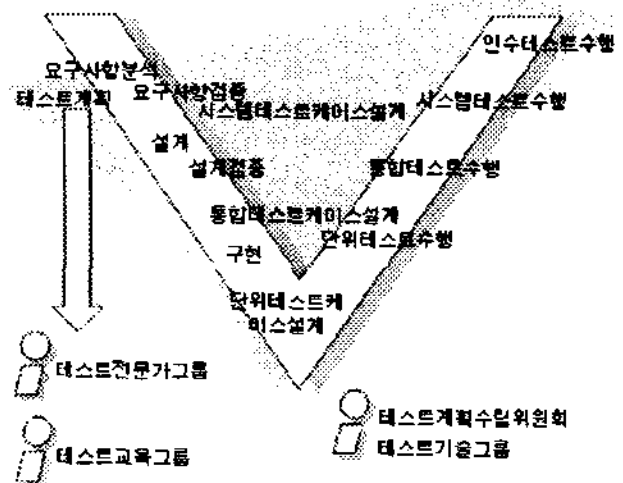 인수테스트수행
요구사항분석
테스트계획
요구사항검증
시스템테스트케이스설계
시스템테스트수행
설계
설계검증
통합테스트수행
통합테스트케이스설계
단위테스트수행
구현
단위테스트케
이스설계
테스트전문가그룹
테스트계획수립위원회
테스트기술그룹
테스트교육그룹